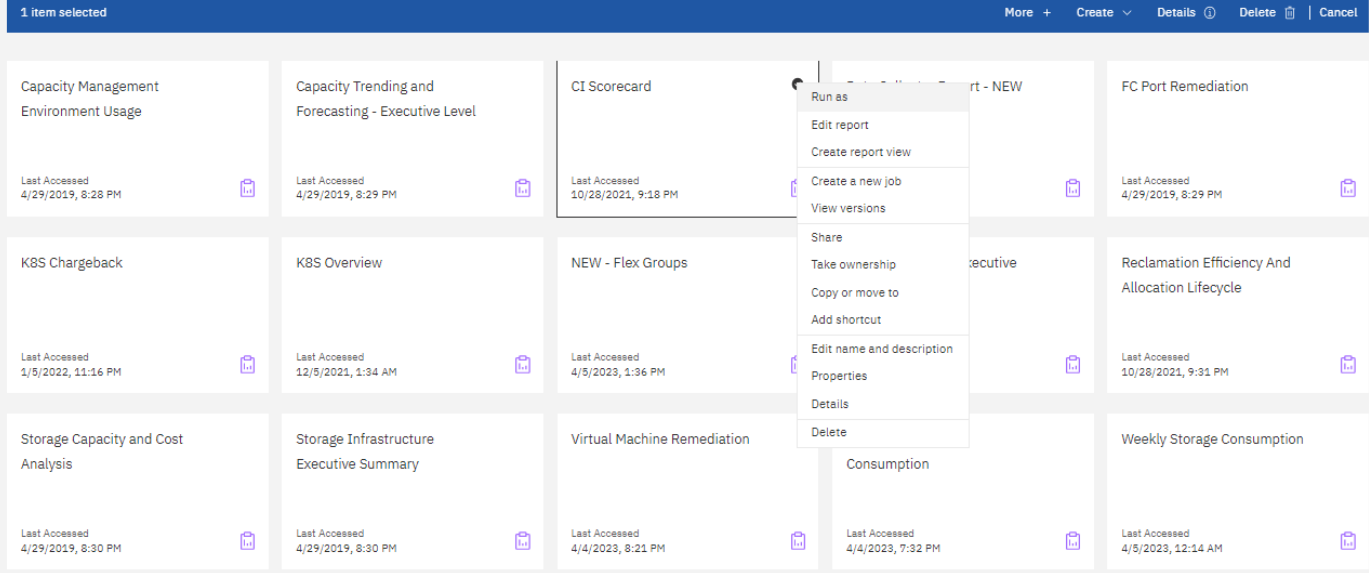 1 item selected
More + Create Details Delete | Cancel
Capacity Management
Environment Usage
Last Accessed
4/29/2019, 8:28 PM
Capacity Trending and
Forecasting - Executive Level
Last Accessed
4/29/2019, 8:29 PM
CI Scorecard
Last Accessed
10/28/2021, 9:18 PM
rt - NEW
FC Port Remediation
Last Accessed
4/29/2019, 8:29 PM
Run as
Edit report
Create report view
Create a new job
View versions
Share
Take ownership
Copy or move to
Add shortcut
Edit name and description
Properties
Details
Delete
K8S Chargeback
Last Accessed
1/5/2022, 11:16 PM
K8S Overview
Last Accessed
12/5/2021, 1:34 AM
NEW - Flex Groups
Last Accessed
4/5/2023, 1:36 PM
ecutive
Reclamation Efficiency And
Allocation Lifecycle
Last Accessed
10/28/2021, 9:31 PM
Storage Capacity and Cost
Analysis
Last Accessed
4/29/2019, 8:30 PM
Storage Infrastructure
Executive Summary
Last Accessed
4/29/2019, 8:30 PM
Virtual Machine Remediation
Last Accessed
4/4/2023, 8:21 PM
Consumption
Last Accessed
4/4/2023, 7:32 PM
Weekly Storage Consumption
Last Accessed
4/5/2023, 12:14 AM